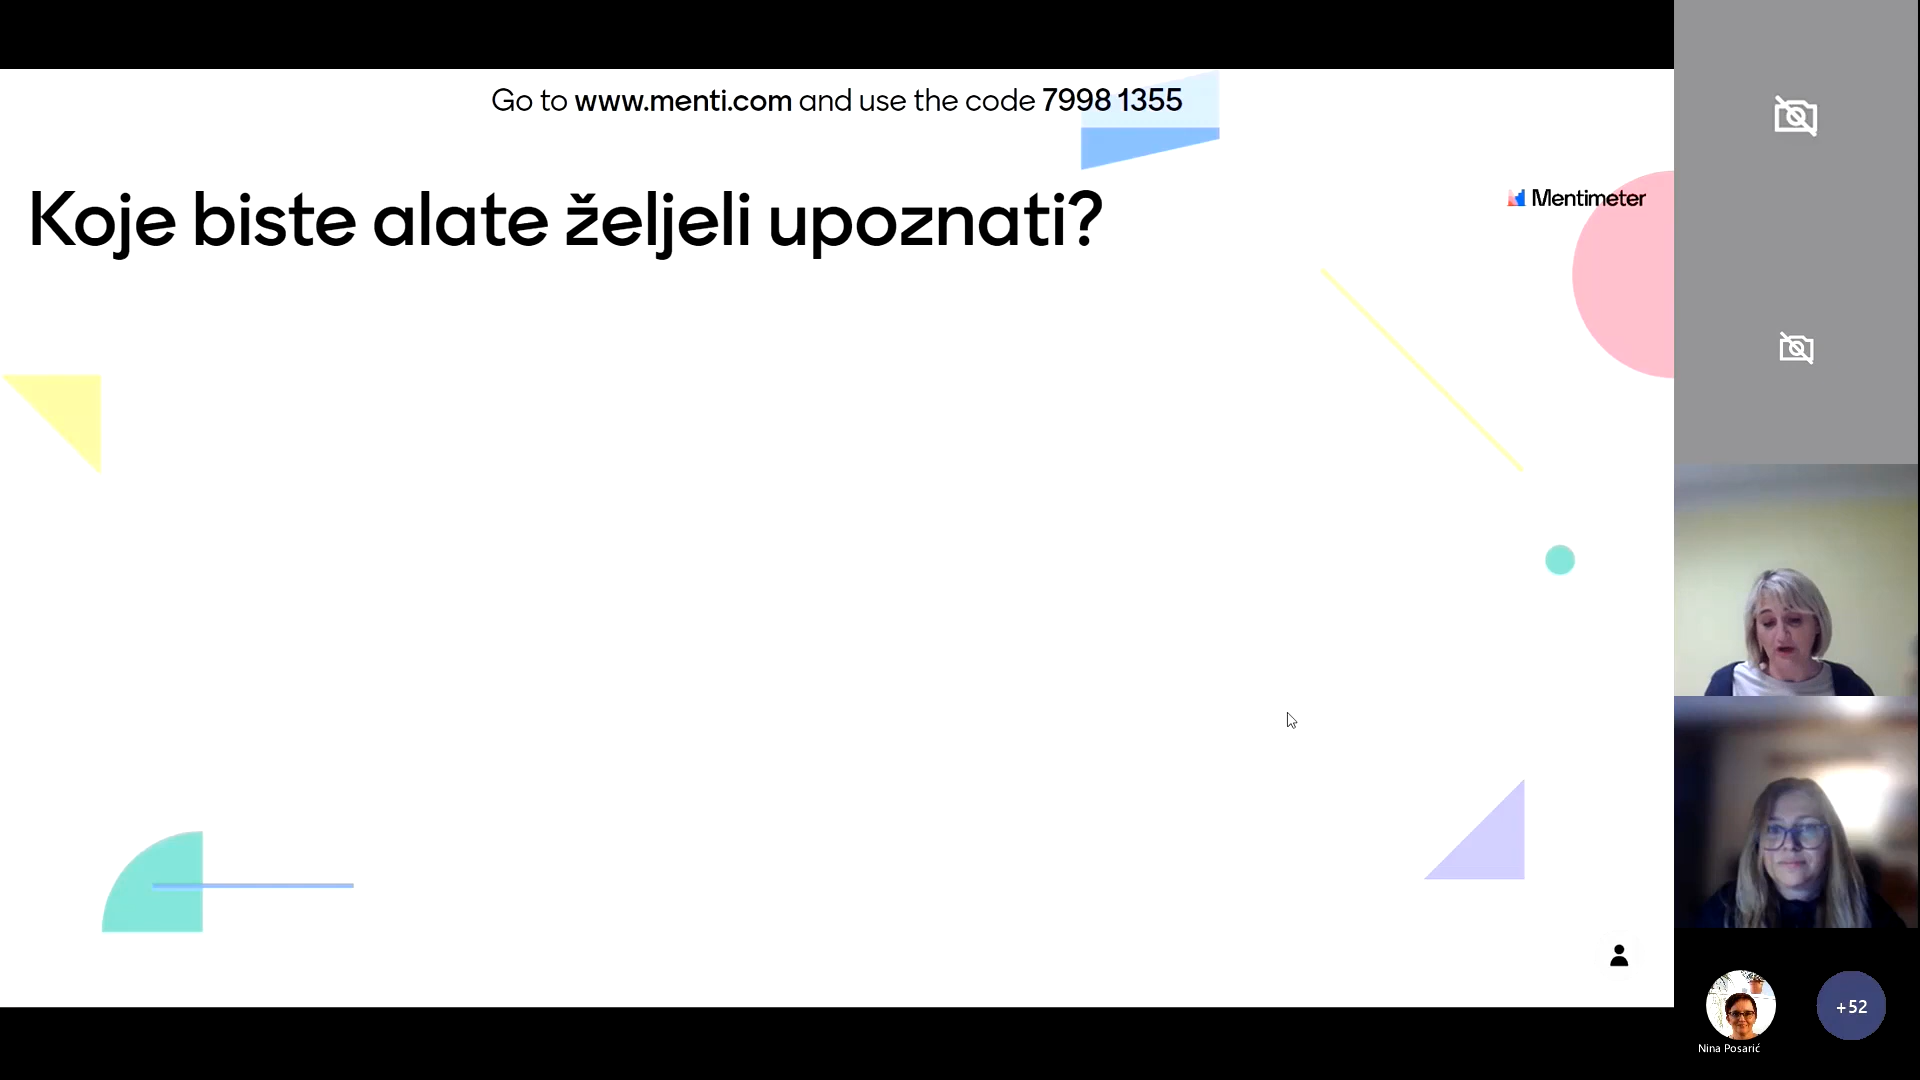 Go to www.menti.com and use the code 7998 1355
Koje biste alate željeli upoznati?
Mentimeter
+52
Nina Posarić